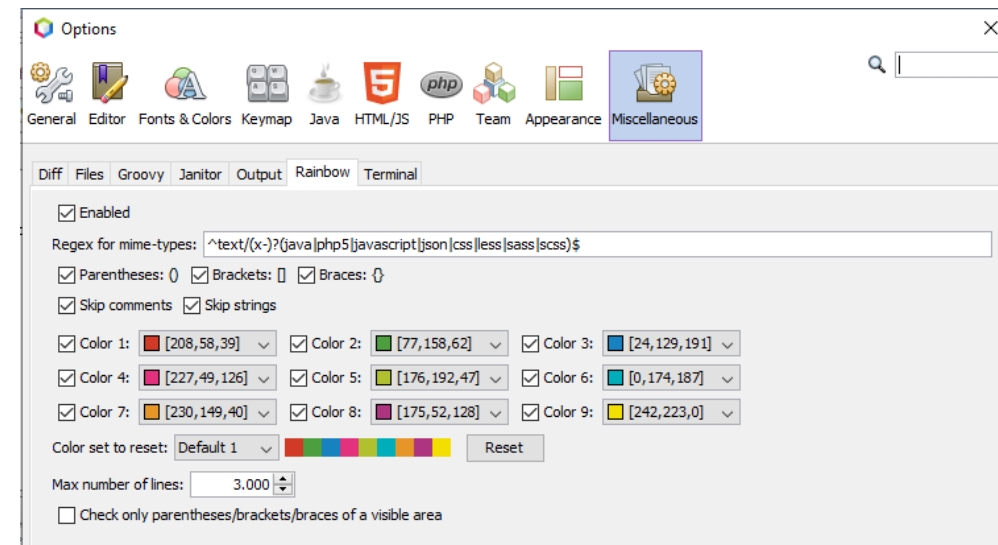 Options
General Editor Fonts & Colors Keymap Java HTML/JS PHP Team Appearance Miscellaneous
Diff Files Groovy Janitor Output Rainbow Terminal
Enabled
Regex for mime-types: ^text/(x-)?(java|php5|javascript|json|css|less|sass|scss)$
Parentheses: () Brackets: [] Braces: {}
Skip comments Skip strings
Color 1: [208,58,39] Color 2: [77,158,62] Color 3: [24,129,191]
Color 4: [227,49,126] Color 5: [176,192,47] Color 6: [0,174,187]
Color 7: [230,149,40] Color 8: [175,52,128] Color 9: [242,223,0]
Color set to reset: Default 1 Reset
Max number of lines: 3.000
Check only parentheses/brackets/braces of a visible area